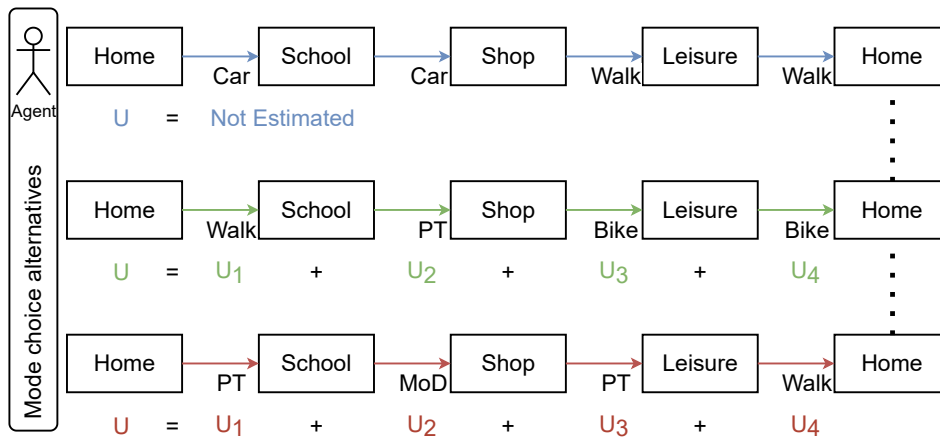 Agent
Mode choice alternatives
Home School Shop Leisure Home
Car Car Walk Walk
U = Not Estimated
Home School Shop Leisure Home
Walk PT Bike Bike
U = U1 + U2 + U3 + U4
Home School Shop Leisure Home
PT MoD PT Walk
U = U1 + U2 + U3 + U4